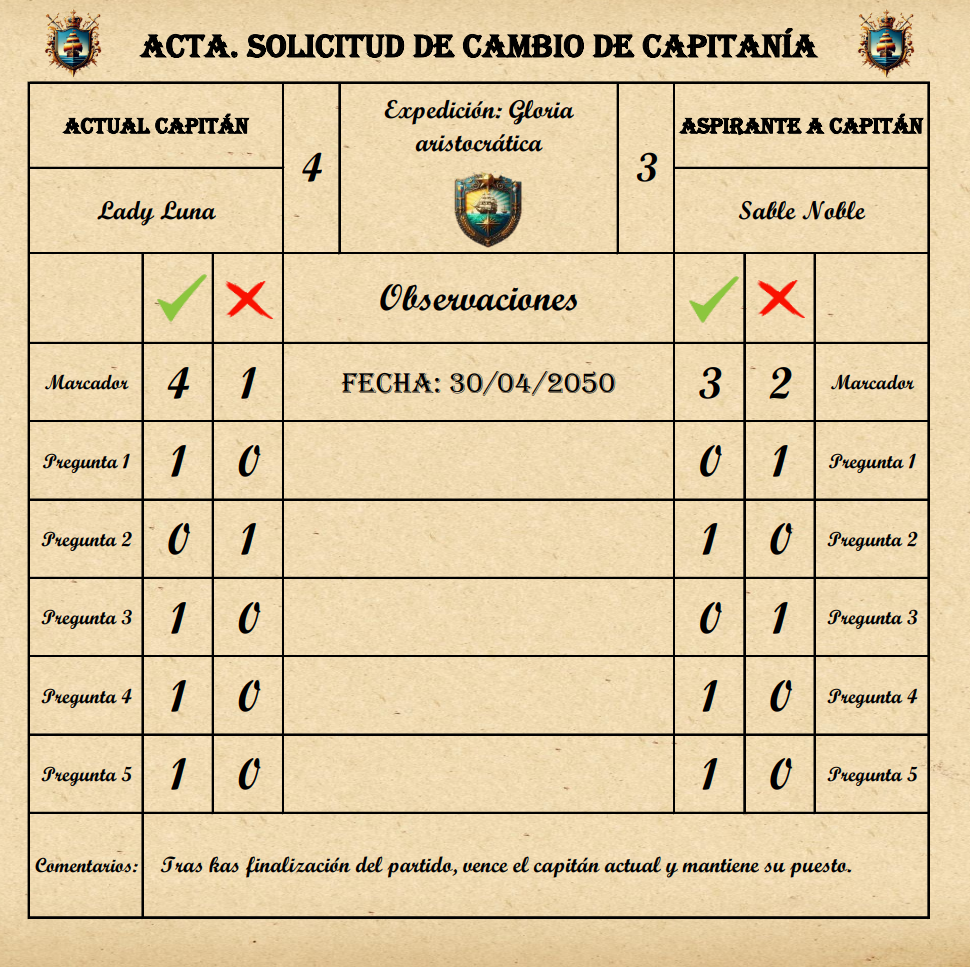 ACTA. SOLICITUD DE CAMBIO DE CAPITANÍA
ACTUAL CAPITÁN
4
Expedición: Gloria
aristocrática
3
ASPIRANTE A CAPITÁN
Lady Luna
Sable Noble
Observaciones
Marcador 4 1 FECHA: 30/04/2050 3 2 Marcador
Pregunta 1 1 0 0 1 Pregunta 1
Pregunta 2 0 1 1 0 Pregunta 2
Pregunta 3 1 0 0 1 Pregunta 3
Pregunta 4 1 0 1 0 Pregunta 4
Pregunta 5 1 0 1 0 Pregunta 5
Comentarios: Tras kas finalización del partido, vence el capitán actual y mantiene su puesto.